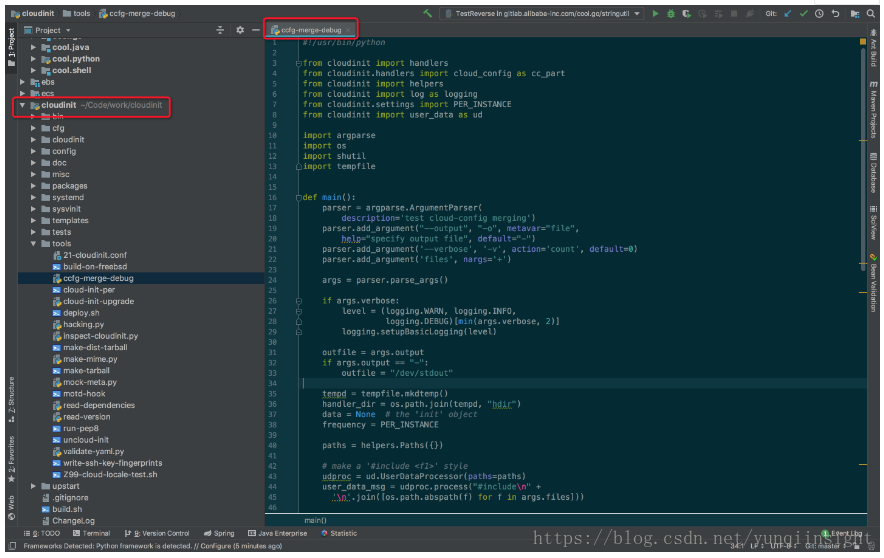 cloudinit tools ccfg-merge-debug
TestReverse in gitlab.alibaba-inc.com/cool.gc/stringutil
Git:
1: Project
Project
cool.java
cool.python
cool.shell
ebs
ecs
cloudinit ~/Code/work/cloudinit
bin
cfg
cloudinit
config
doc
misc
packages
systemd
sysvinit
templates
tests
tools
21-cloudinit.conf
build-on-freebsd
ccfg-merge-debug
cloud-init-per
cloud-init-upgrade
deploy.sh
hacking.py
inspect-cloudinit.py
make-dist-tarball
make-mime.py
make-tarball
mock-meta.py
motd-hook
read-dependencies
read-version
run-pep8
uncloud-init
validate-yaml.py
write-ssh-key-fingerprints
Z99-cloud-locale-test.sh
upstart
.gitignore
build.sh
ChangeLog
Z: Structure
2: Favorites
Web
ccfg-merge-debug
1 #!/usr/bin/python
2
3 from cloudinit import handlers
4 from cloudinit.handlers import cloud_config as cc_part
5 from cloudinit import helpers
6 from cloudinit import log as logging
7 from cloudinit.settings import PER_INSTANCE
8 from cloudinit import user_data as ud
9
10 import argparse
11 import os
12 import shutil
13 import tempfile
14
15
16 def main():
17 parser = argparse.ArgumentParser(
18 description='test cloud-config merging')
19 parser.add_argument("--output", "-o", metavar="file",
20 help="specify output file", default="-")
21 parser.add_argument('--verbose', '-v', action='count', default=0)
22 parser.add_argument('files', nargs='+')
23
24 args = parser.parse_args()
25
26 if args.verbose:
27 level = (logging.WARN, logging.INFO,
28 logging.DEBUG)[min(args.verbose, 2)]
29 logging.setupBasicLogging(level)
30
31 outfile = args.output
32 if args.output == "-":
33 outfile = "/dev/stdout"
34
35 tempd = tempfile.mkdtemp()
36 handler_dir = os.path.join(tempd, "hdir")
37 data = None # the 'init' object
38 frequency = PER_INSTANCE
39
40 paths = helpers.Paths({})
41
42 # make a '#include <f1>' style
43 udproc = ud.UserDataProcessor(paths=paths)
44 user_data_msg = udproc.process("#include\n" +
45 '\n'.join([os.path.abspath(f) for f in args.files]))
46
main()
Ant Build
Maven Projects
Database
SciView
Bean Validation
6: TODO
Terminal
9: Version Control
Spring
Java Enterprise
Statistic
1 Event Log
Frameworks Detected: Python framework is detected. // Configure (5 minutes ago)
34:1 LF UTF-8 Git: master
https://blog.csdn.net/yunqiinsight